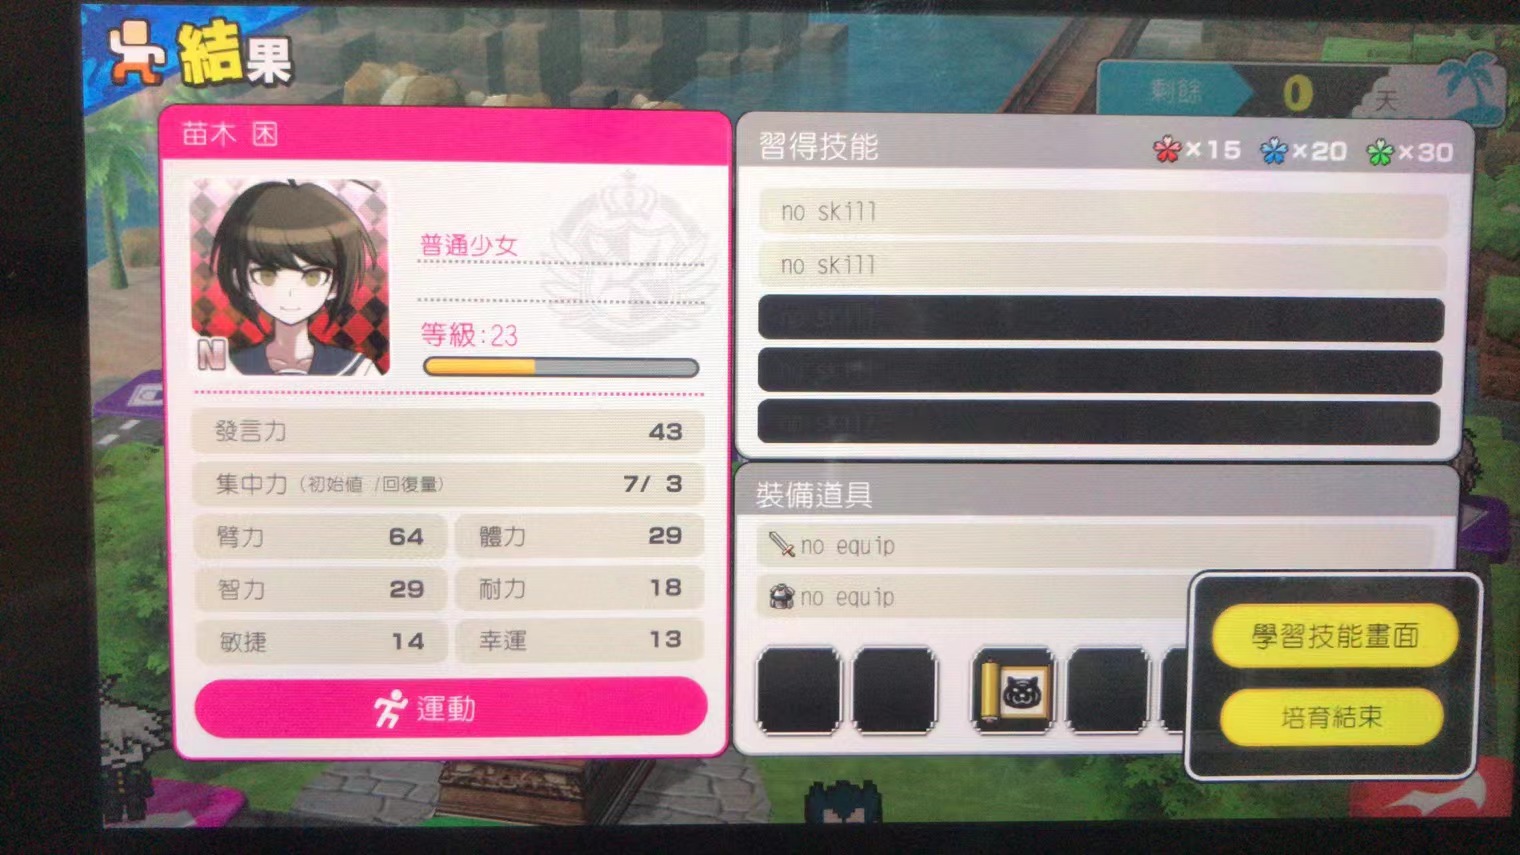 結果
剩餘 0 天
苗木 困
普通少女
等級:23
N
發言力 43
集中力 (初始値 /回復量) 7/ 3
臂力 64 體力 29
智力 29 耐力 18
敏捷 14 幸運 13
運動
習得技能 ×15 ×20 ×30
no skill
no skill
裝備道具
no equip
no equip
學習技能畫面
培育結束